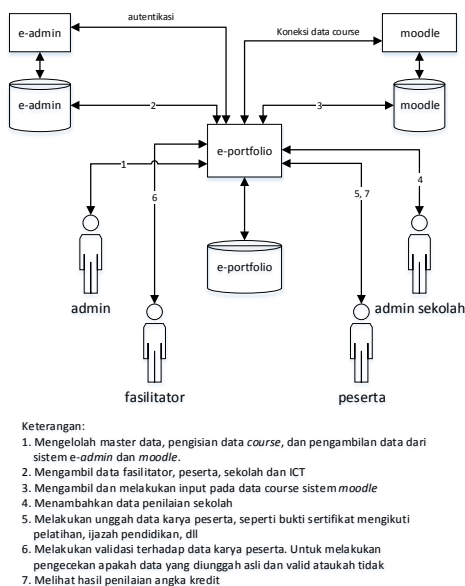 autentikasi
e-admin
Koneksi data course
moodle
e-admin
2
3
moodle
e-portfolio
1
6
5, 7
4
e-portfolio
admin
admin sekolah
fasilitator
peserta
Keterangan:
1. Mengelolah master data, pengisian data course, dan pengambilan data dari
sistem e-admin dan moodle.
2. Mengambil data fasilitator, peserta, sekolah dan ICT
3. Mengambil dan melakukan input pada data course sistem moodle
4. Menambahkan data penilaian sekolah
5. Melakukan unggah data karya peserta, seperti bukti sertifikat mengikuti
pelatihan, ijazah pendidikan, dll
6. Melakukan validasi terhadap data karya peserta. Untuk melakukan
pengecekan apakah data yang diunggah asli dan valid ataukah tidak
7. Melihat hasil penilaian angka kredit